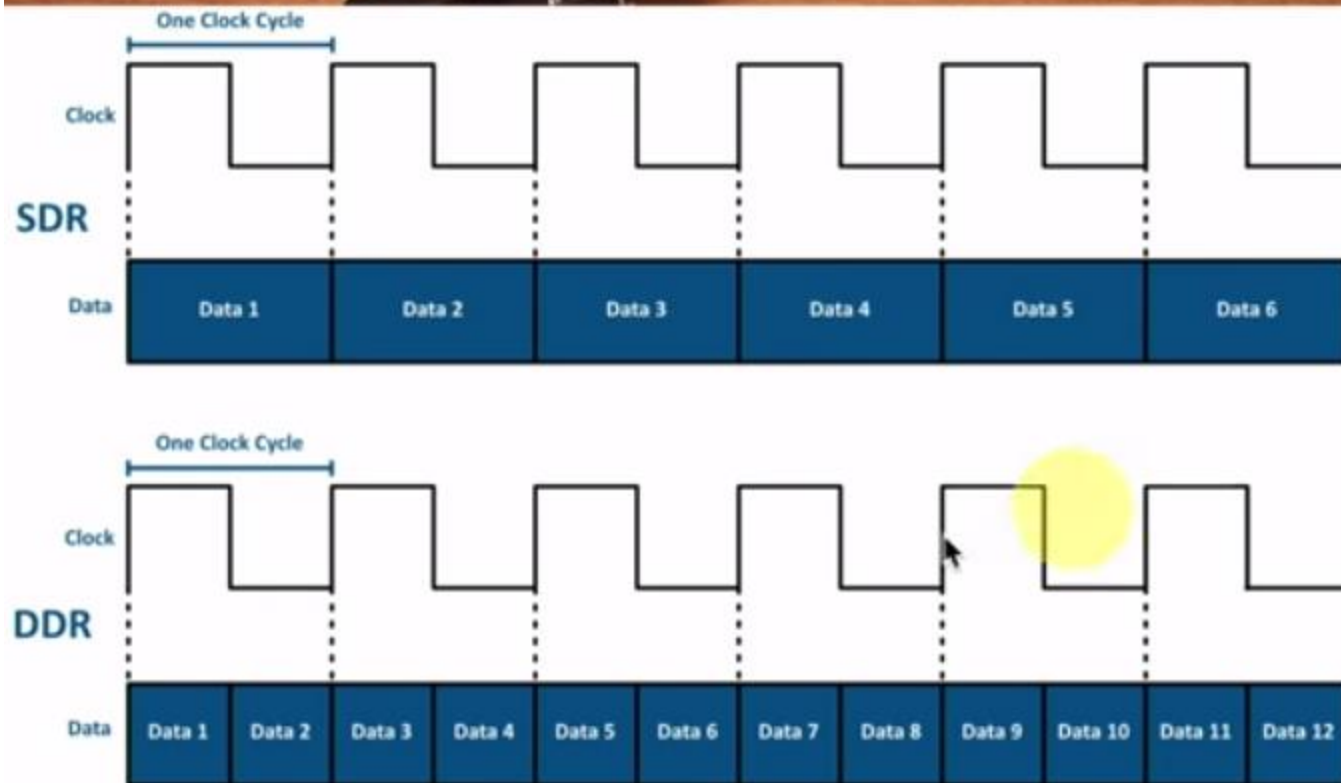 One Clock Cycle
Clock
SDR
Data Data 1 Data 2 Data 3 Data 4 Data 5 Data 6
One Clock Cycle
Clock
DDR
Data Data 1 Data 2 Data 3 Data 4 Data 5 Data 6 Data 7 Data 8 Data 9 Data 10 Data 11 Data 12